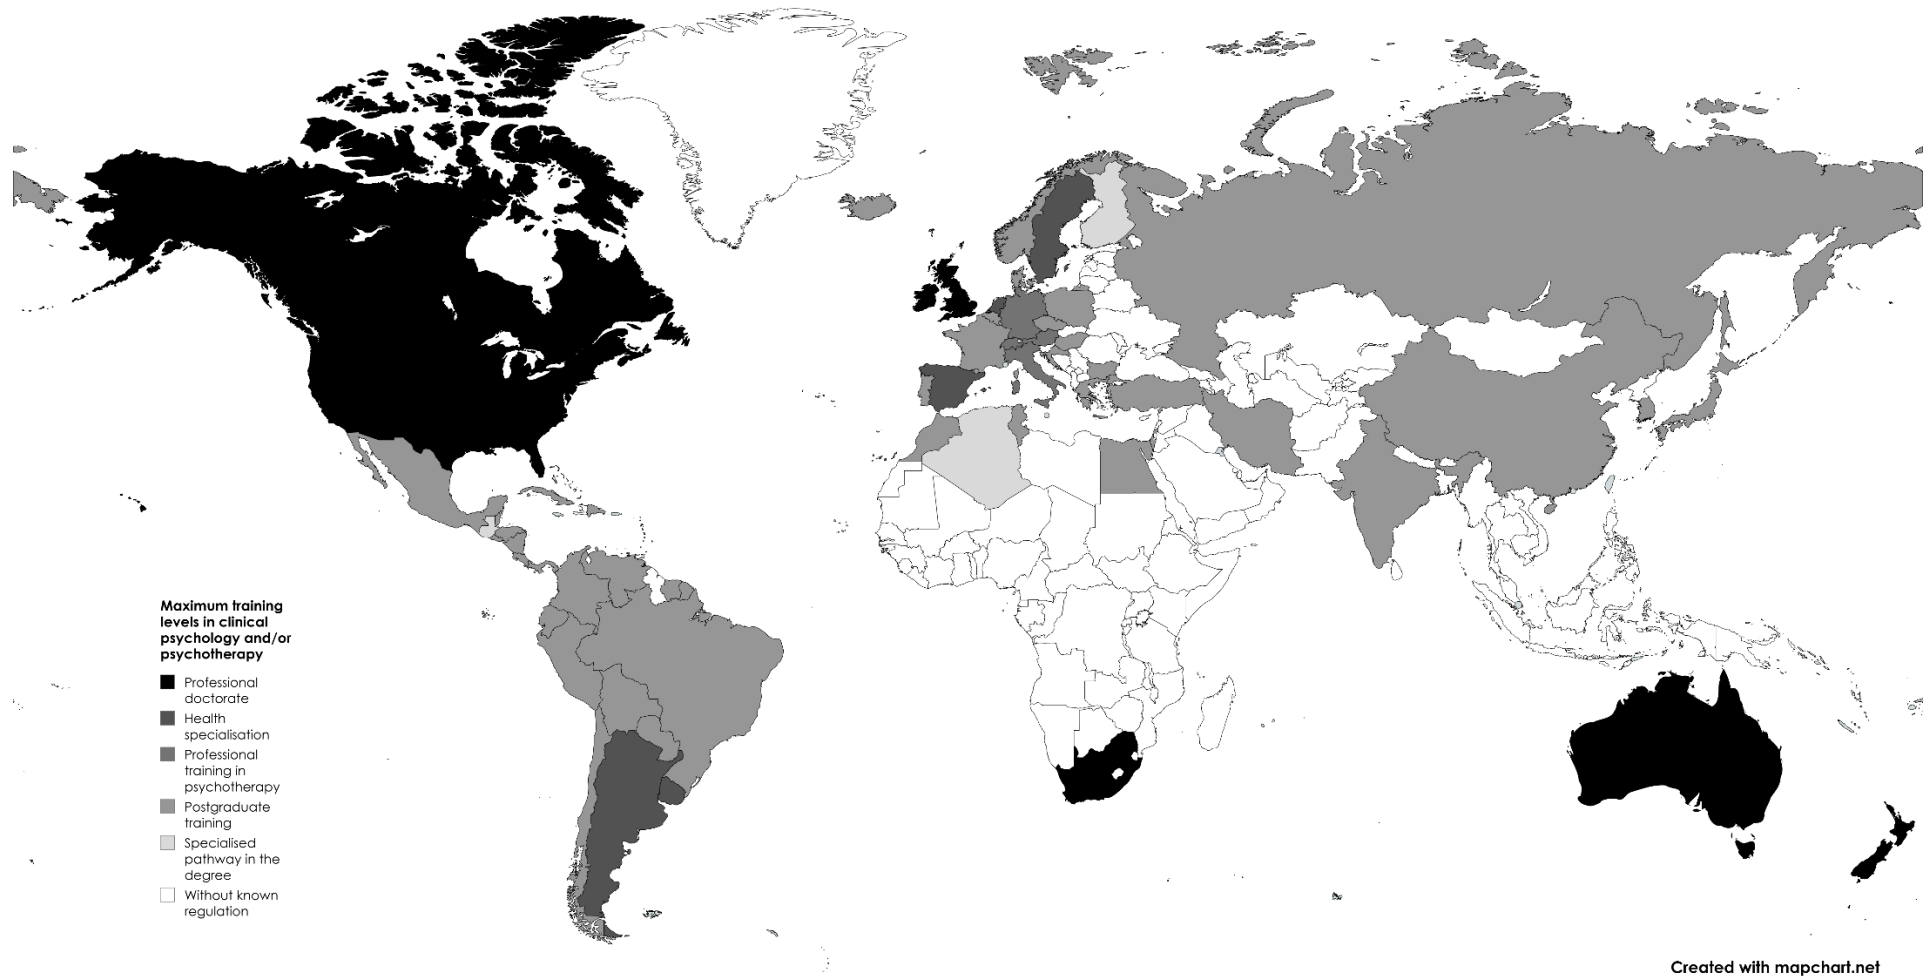 Maximum training
levels in clinical
psychology and/or
psychotherapy
Professional
doctorate
Health
specialisation
Professional
training in
psychotherapy
Postgraduate
training
Specialised
pathway in the
degree
Without known
regulation
Created with mapchart.net